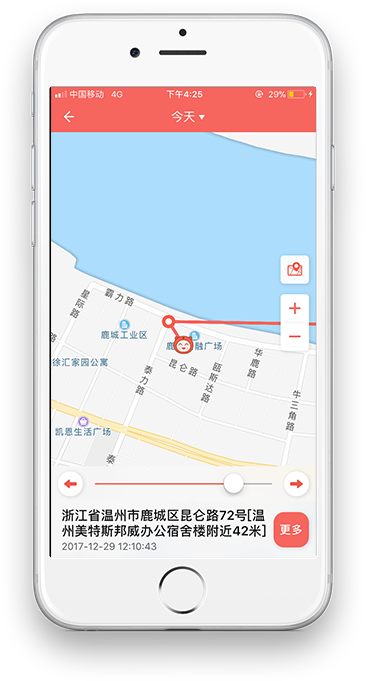 中国移动 4G 下午4:25 29%
今天
霸力路
星际路
鹿城工业区
鹿 融广场
徐汇家园公寓
昆仑路
瓯斯达路
华鹿路
泰力路
牛三角路
凯恩生活广场
泰
浙江省温州市鹿城区昆仑路72号[温
州美特斯邦威办公宿舍楼附近42米]
2017-12-29 12:10:43
更多